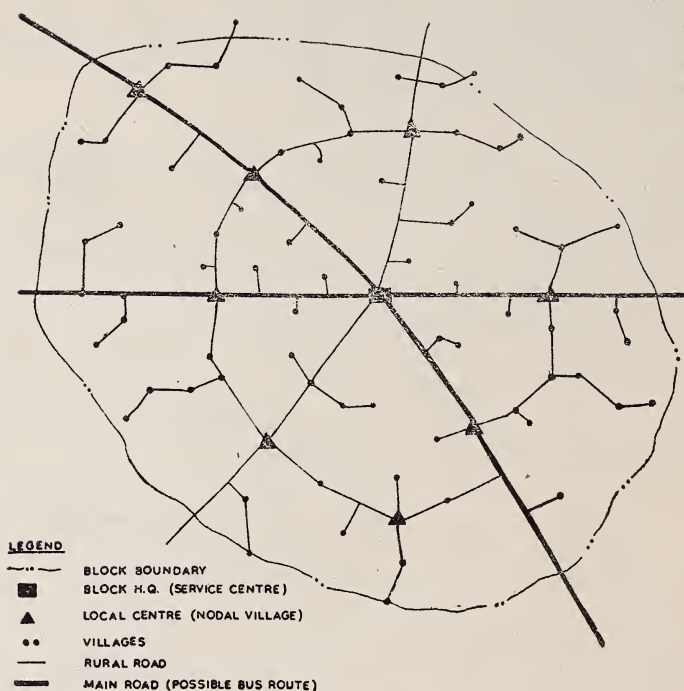 LEGEND
BLOCK BOUNDARY
BLOCK H.Q. (SERVICE CENTRE)
LOCAL CENTRE (NODAL VILLAGE)
VILLAGES
RURAL ROAD
MAIN ROAD (POSSIBLE BUS ROUTE)